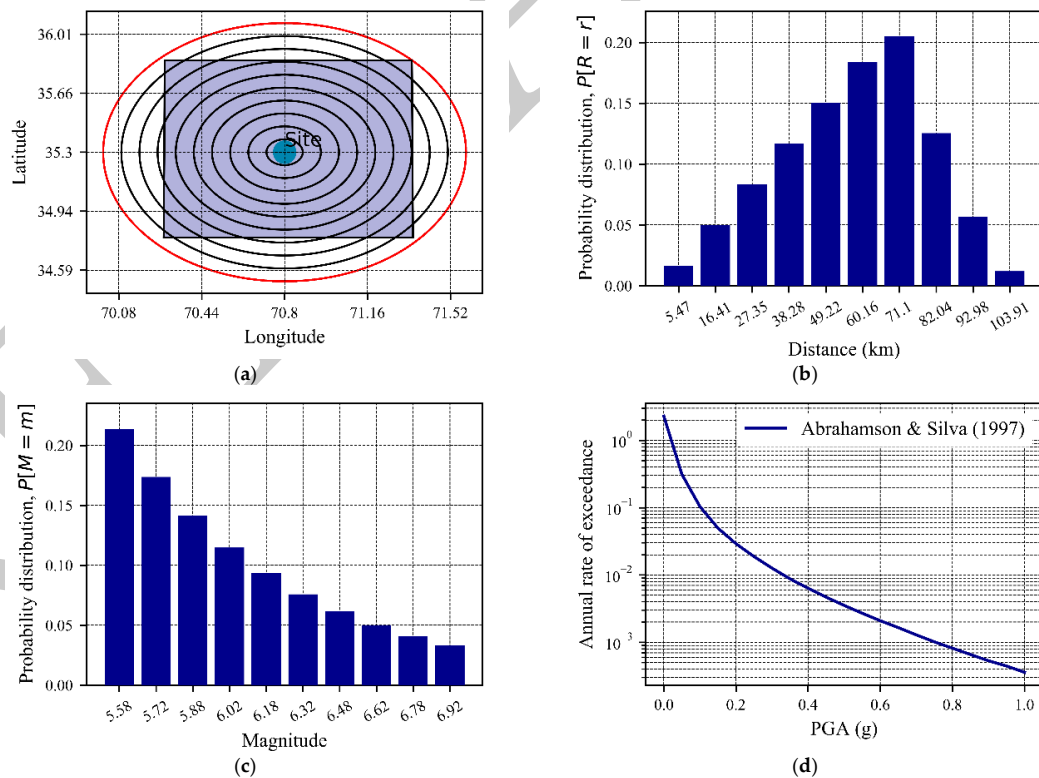 36.01
35.66
35.3
34.94
34.59
Latitude
Site
70.08 70.44 70.8 71.16 71.52
Longitude
(a)
0.20
0.15
0.10
0.05
0.00
Probability distribution, P[R = r]
5.47 16.41 27.35 38.28 49.22 60.16 71.1 82.04 92.98 103.91
Distance (km)
(b)
0.20
0.15
0.10
0.05
0.00
Probability distribution, P[M = m]
5.58 5.72 5.88 6.02 6.18 6.32 6.48 6.62 6.78 6.92
Magnitude
(c)
Abrahamson & Silva (1997)
10⁰
10⁻¹
10⁻²
10⁻³
Annual rate of exceedance
0.0 0.2 0.4 0.6 0.8 1.0
PGA (g)
(d)